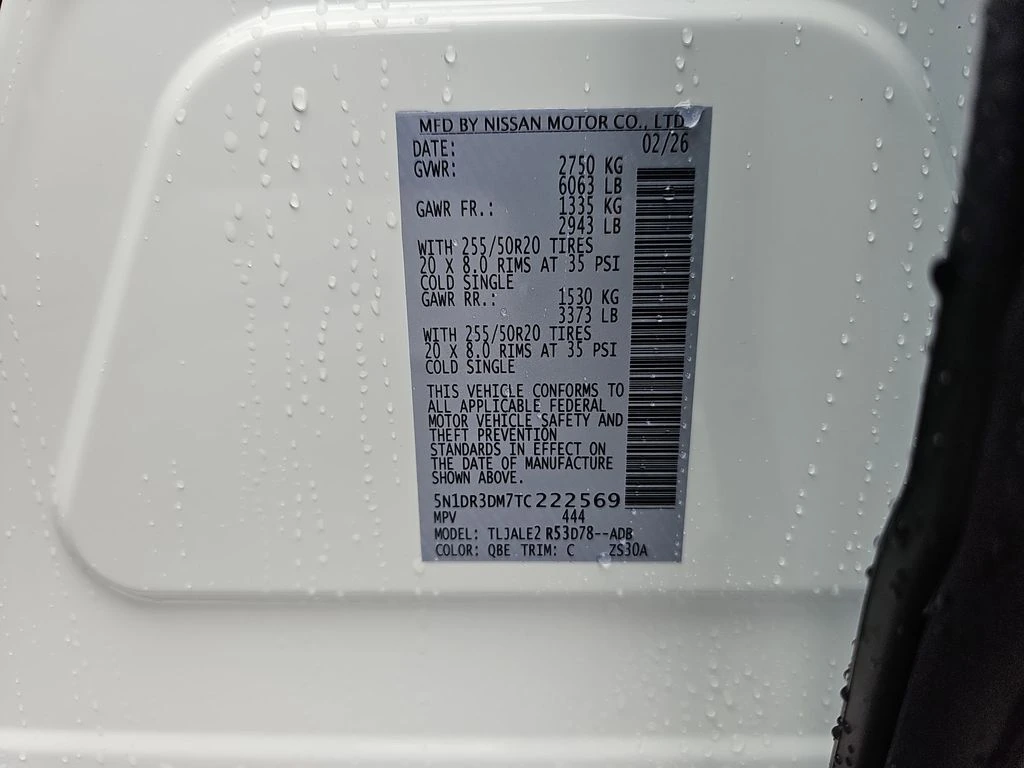 MFD BY NISSAN MOTOR CO., LTD
DATE: 02/26
GVWR: 2750 KG
6063 LB
GAWR FR.: 1335 KG
2943 LB
WITH 255/50R20 TIRES
20 X 8.0 RIMS AT 35 PSI
COLD SINGLE
GAWR RR.: 1530 KG
3373 LB
WITH 255/50R20 TIRES
20 X 8.0 RIMS AT 35 PSI
COLD SINGLE
THIS VEHICLE CONFORMS TO
ALL APPLICABLE FEDERAL
MOTOR VEHICLE SAFETY AND
THEFT PREVENTION
STANDARDS IN EFFECT ON
THE DATE OF MANUFACTURE
SHOWN ABOVE.
5N1DR3DM7TC222569
MPV 444
MODEL: TLJALE2 R53D78--ADB
COLOR: QBE TRIM: C ZS30A